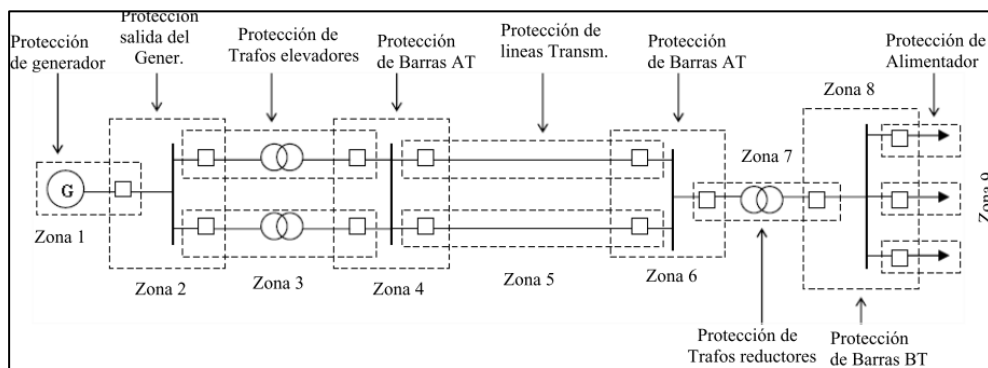 Protección
de generador
Protección
salida del
Gener.
Protección de
Trafos elevadores
Protección
de Barras AT
Protección de
lineas Transm.
Protección
de Barras AT
Protección de
Alimentador
Zona 8
Zona 7
G
Zona 9
Zona 1
Zona 2
Zona 3
Zona 4
Zona 5
Zona 6
Protección de
Trafos reductores
Protección
de Barras BT